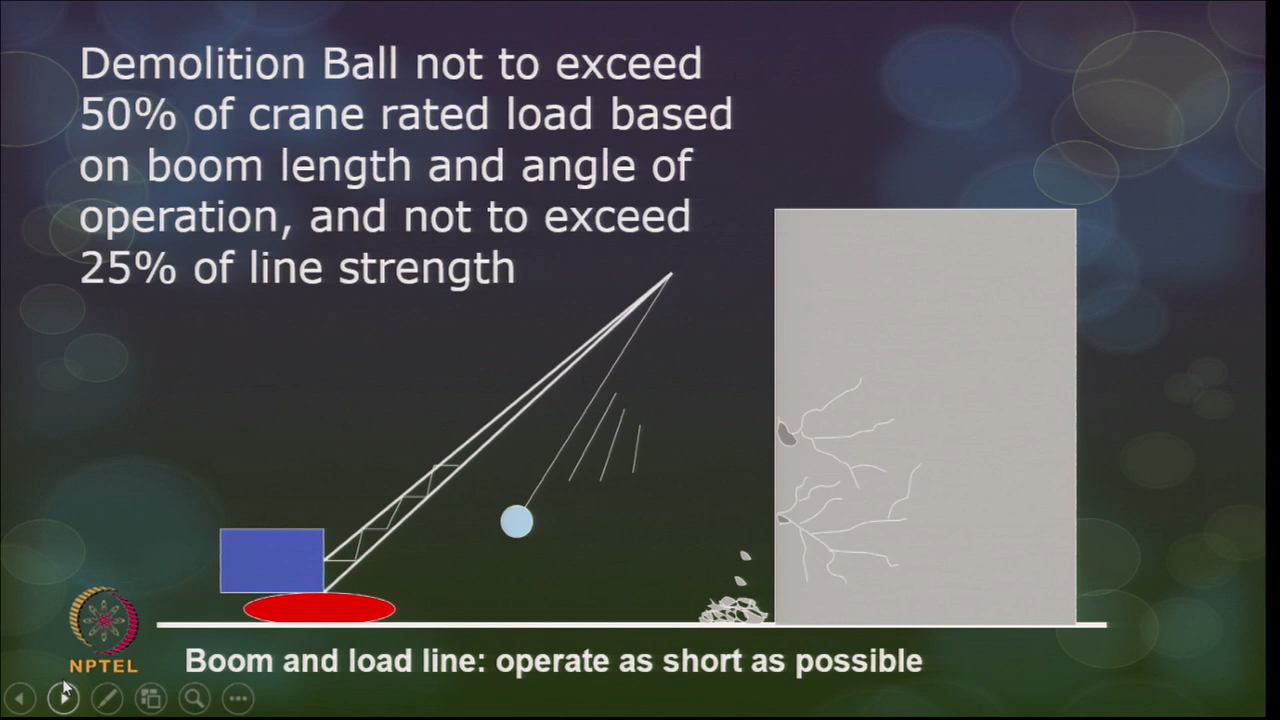 Demolition Ball not to exceed
50% of crane rated load based
on boom length and angle of
operation, and not to exceed
25% of line strength
NPTEL
Boom and load line: operate as short as possible